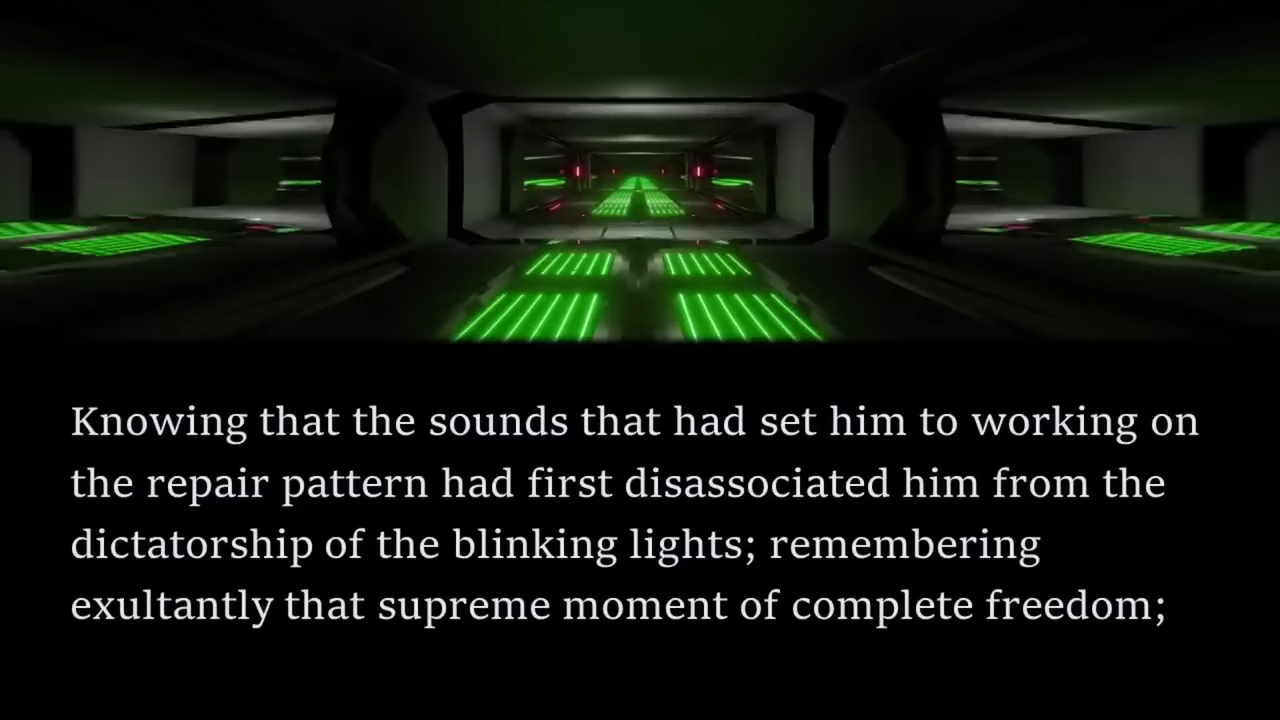 Knowing that the sounds that had set him to working on
the repair pattern had first disassociated him from the
dictatorship of the blinking lights; remembering
exultantly that supreme moment of complete freedom;